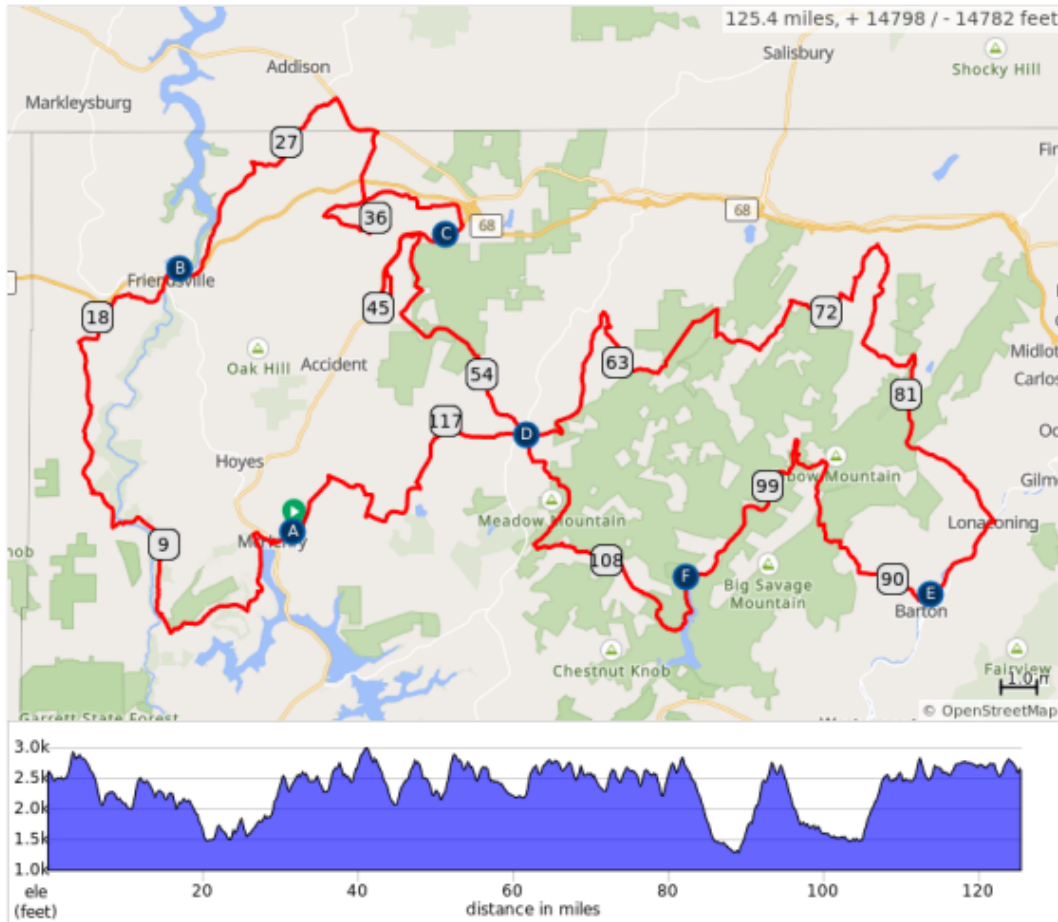 125.4 miles, + 14798 / - 14782 feet
Salisbury
Addison
Shocky Hill
Markleysburg
27
68
36
C
68
B
Friendsville
45
18
72
Oak Hill
Accident
63
54
81
117
D
Hoyes
99
Meadow Mountain
Lonaconing
A
9
108
F
90
E
Big Savage
Mountain
Barton
Chestnut Knob
Fairview
Garrett State Forest
© OpenStreetMap
3.0k
2.5k
2.0k
1.5k
1.0k
ele
(feet)
20
40
60
80
100
120
distance in miles